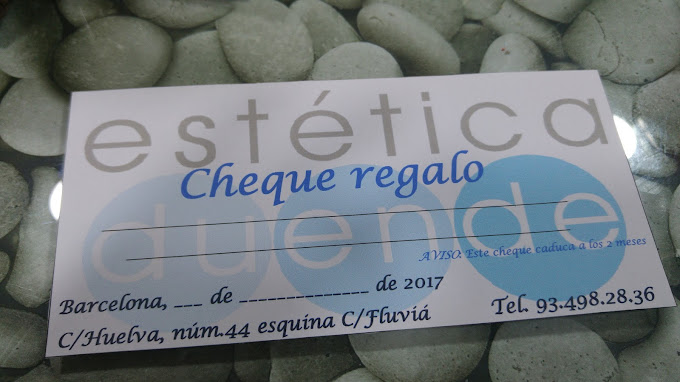 estética
Cheque regalo
duende
AVISO: Este cheque caduca a los 2 meses
Barcelona, ___ de ______________ de 2017
C/Huelva, núm.44 esquina C/Fluviá
Tel. 93.498.28.36